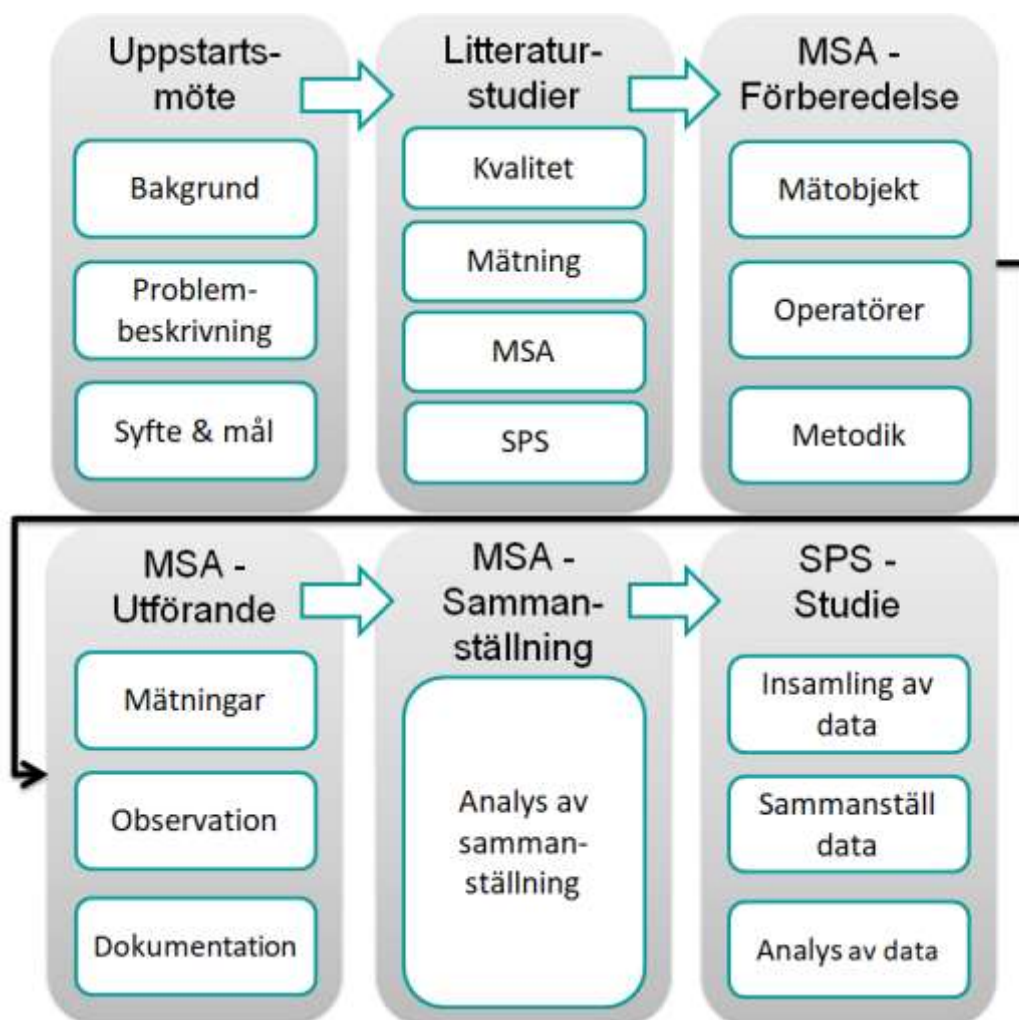 Uppstarts-
möte
Bakgrund
Problem-
beskrivning
Syfte & mål
Litteratur-
studier
Kvalitet
Mätning
MSA
SPS
MSA -
Förberedelse
Mätobjekt
Operatörer
Metodik
MSA -
Utförande
Mätningar
Observation
Dokumentation
MSA -
Samman-
ställning
Analys av
samman-
ställning
SPS -
Studie
Insamling av
data
Sammanställ
data
Analys av data